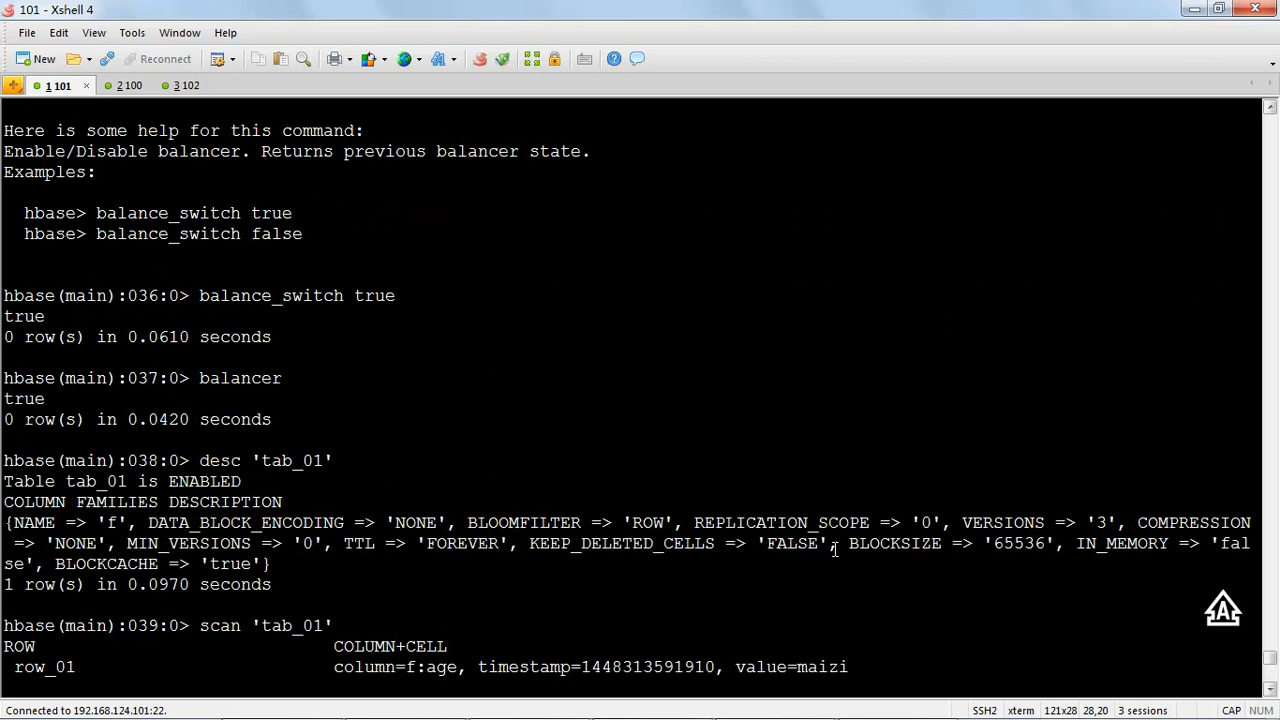 101 - Xshell 4
File Edit View Tools Window Help
New Reconnect
1 101 2 100 3 102
Here is some help for this command:
Enable/Disable balancer. Returns previous balancer state.
Examples:
hbase> balance_switch true
hbase> balance_switch false
hbase(main):036:0> balance_switch true
true
0 row(s) in 0.0610 seconds
hbase(main):037:0> balancer
true
0 row(s) in 0.0420 seconds
hbase(main):038:0> desc 'tab_01'
Table tab_01 is ENABLED
COLUMN FAMILIES DESCRIPTION
{NAME => 'f', DATA_BLOCK_ENCODING => 'NONE', BLOOMFILTER => 'ROW', REPLICATION_SCOPE => '0', VERSIONS => '3', COMPRESSION
=> 'NONE', MIN_VERSIONS => '0', TTL => 'FOREVER', KEEP_DELETED_CELLS => 'FALSE', BLOCKSIZE => '65536', IN_MEMORY => 'fal
se', BLOCKCACHE => 'true'}
1 row(s) in 0.0970 seconds
hbase(main):039:0> scan 'tab_01'
ROW COLUMN+CELL
row_01 column=f:age, timestamp=1448313591910, value=maizi
A
Connected to 192.168.124.101:22. SSH2 xterm 121x28 28,20 3 sessions CAP NUM